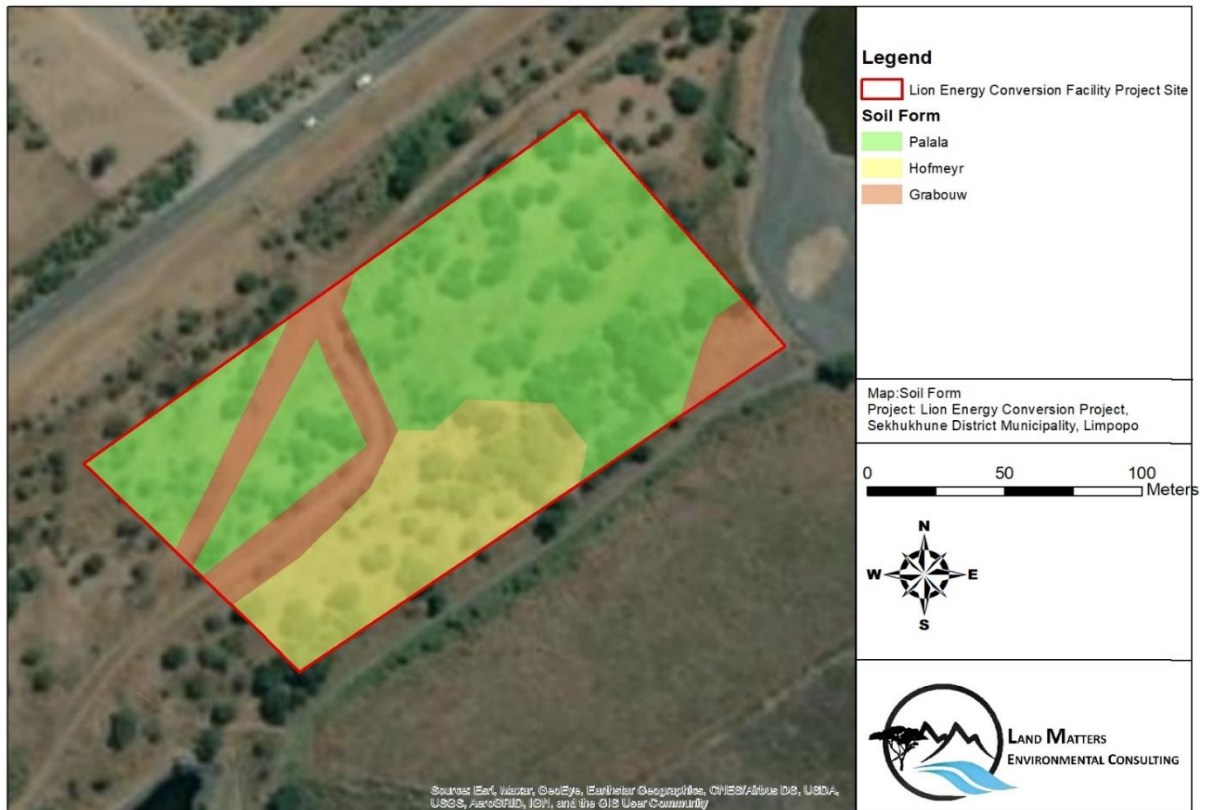 Legend
Lion Energy Conversion Facility Project Site
Soil Form
Palala
Hofmeyr
Grabouw
Map:Soil Form
Project: Lion Energy Conversion Project,
Sekhukhune District Municipality, Limpopo
0 50 100
Meters
N
W E
S
LAND MATTERS
ENVIRONMENTAL CONSULTING
Source: Esri, Maxar, GeoEye, Earthstar Geographics, CNES/Airbus DS, USDA,
USGS, AeroGRID, IGN, and the GIS User Community